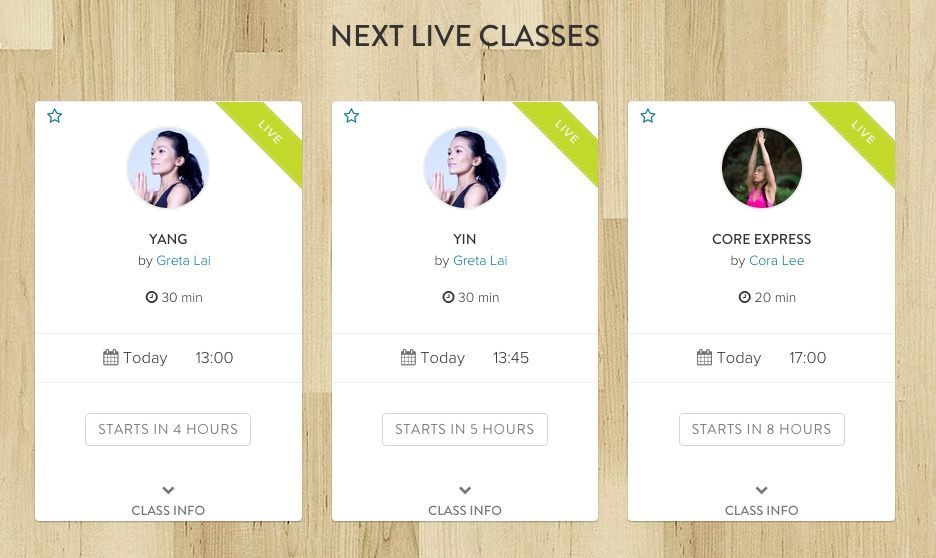 NEXT LIVE CLASSES
LIVE
YANG
by Greta Lai
30 min
Today 13:00
STARTS IN 4 HOURS
CLASS INFO
LIVE
YIN
by Greta Lai
30 min
Today 13:45
STARTS IN 5 HOURS
CLASS INFO
LIVE
CORE EXPRESS
by Cora Lee
20 min
Today 17:00
STARTS IN 8 HOURS
CLASS INFO